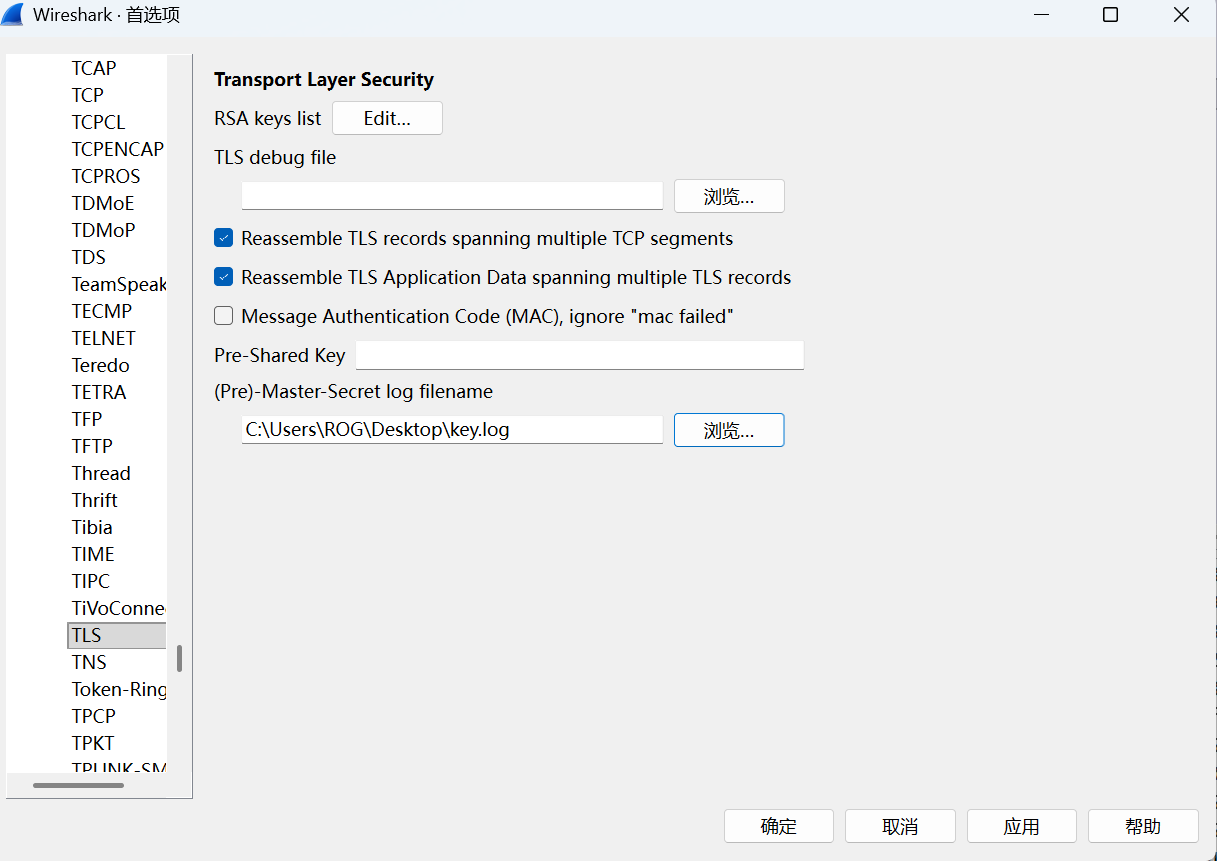 Wireshark · 首选项
TCAP
TCP
TCPCL
TCPENCAP
TCPROS
TDMoE
TDMoP
TDS
TeamSpeak
TECMP
TELNET
Teredo
TETRA
TFP
TFTP
Thread
Thrift
Tibia
TIME
TIPC
TiVoConnec
TLS
TNS
Token-Ring
TPCP
TPKT
TPLINK-SM
Transport Layer Security
RSA keys list Edit...
TLS debug file
浏览...
Reassemble TLS records spanning multiple TCP segments
Reassemble TLS Application Data spanning multiple TLS records
Message Authentication Code (MAC), ignore "mac failed"
Pre-Shared Key
(Pre)-Master-Secret log filename
C:\Users\ROG\Desktop\key.log 浏览...
确定 取消 应用 帮助